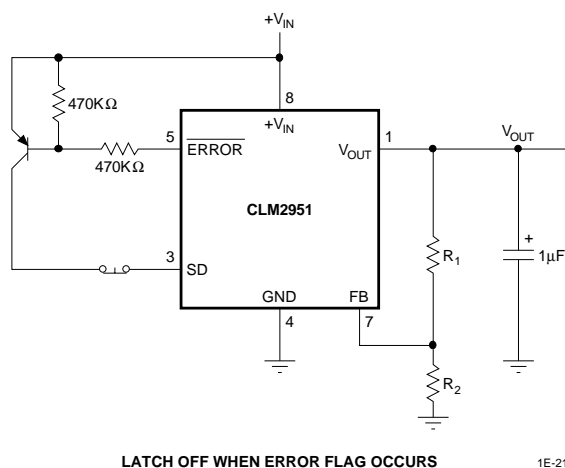 +VIN
470KΩ
8
+VIN
5
ERROR
1
VOUT
VOUT
470KΩ
CLM2951
+
1µF
3
SD
R1
GND
FB
4
7
R2
LATCH OFF WHEN ERROR FLAG OCCURS
1E-21